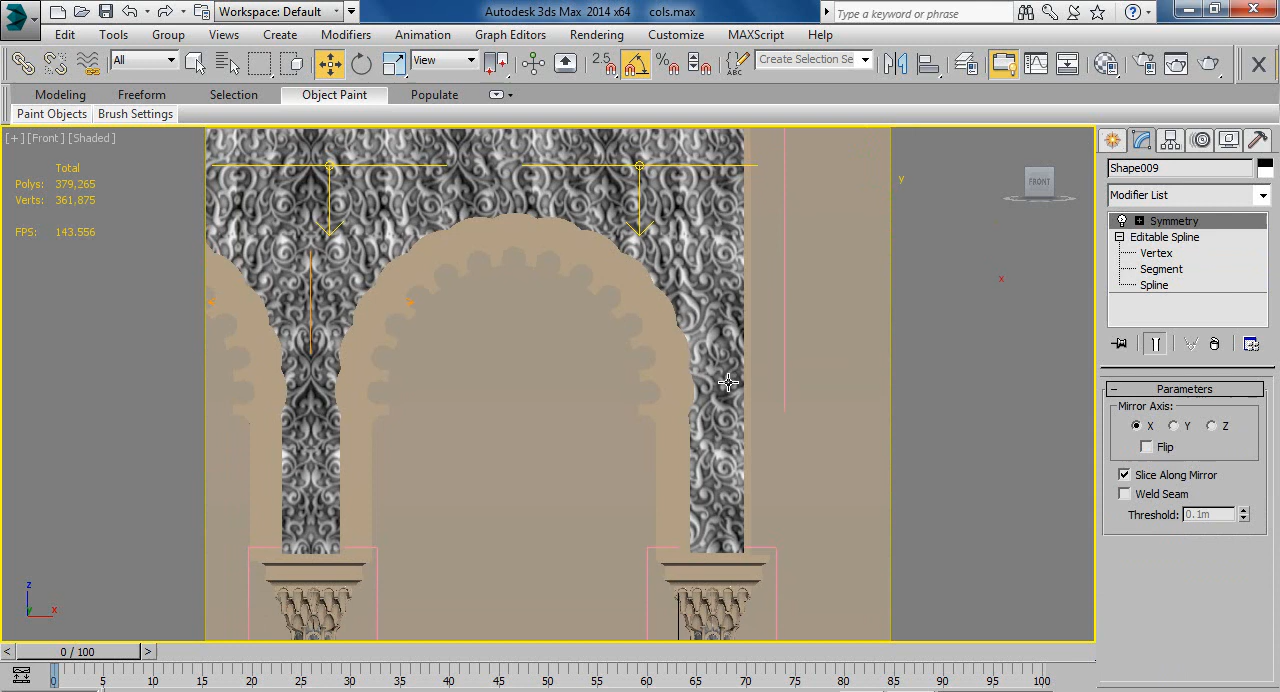 Workspace: Default
Autodesk 3ds Max 2014 x64 cols.max
Type a keyword or phrase
Edit Tools Group Views Create Modifiers Animation Graph Editors Rendering Customize MAXScript Help
All View 2.5 % ABC Create Selection Se X
Modeling Freeform Selection Object Paint Populate
Paint Objects Brush Settings
[+] [Front] [Shaded]
Total
Polys: 379,265
Verts: 361,875
FPS: 143.556
y
FRONT
x
z
y x
Shape009
Modifier List
Symmetry
Editable Spline
Vertex
Segment
Spline
Parameters
Mirror Axis:
X Y Z
Flip
Slice Along Mirror
Weld Seam
Threshold: 0.1m
< 0 / 100 >
0 5 10 15 20 25 30 35 40 45 50 55 60 65 70 75 80 85 90 95 100